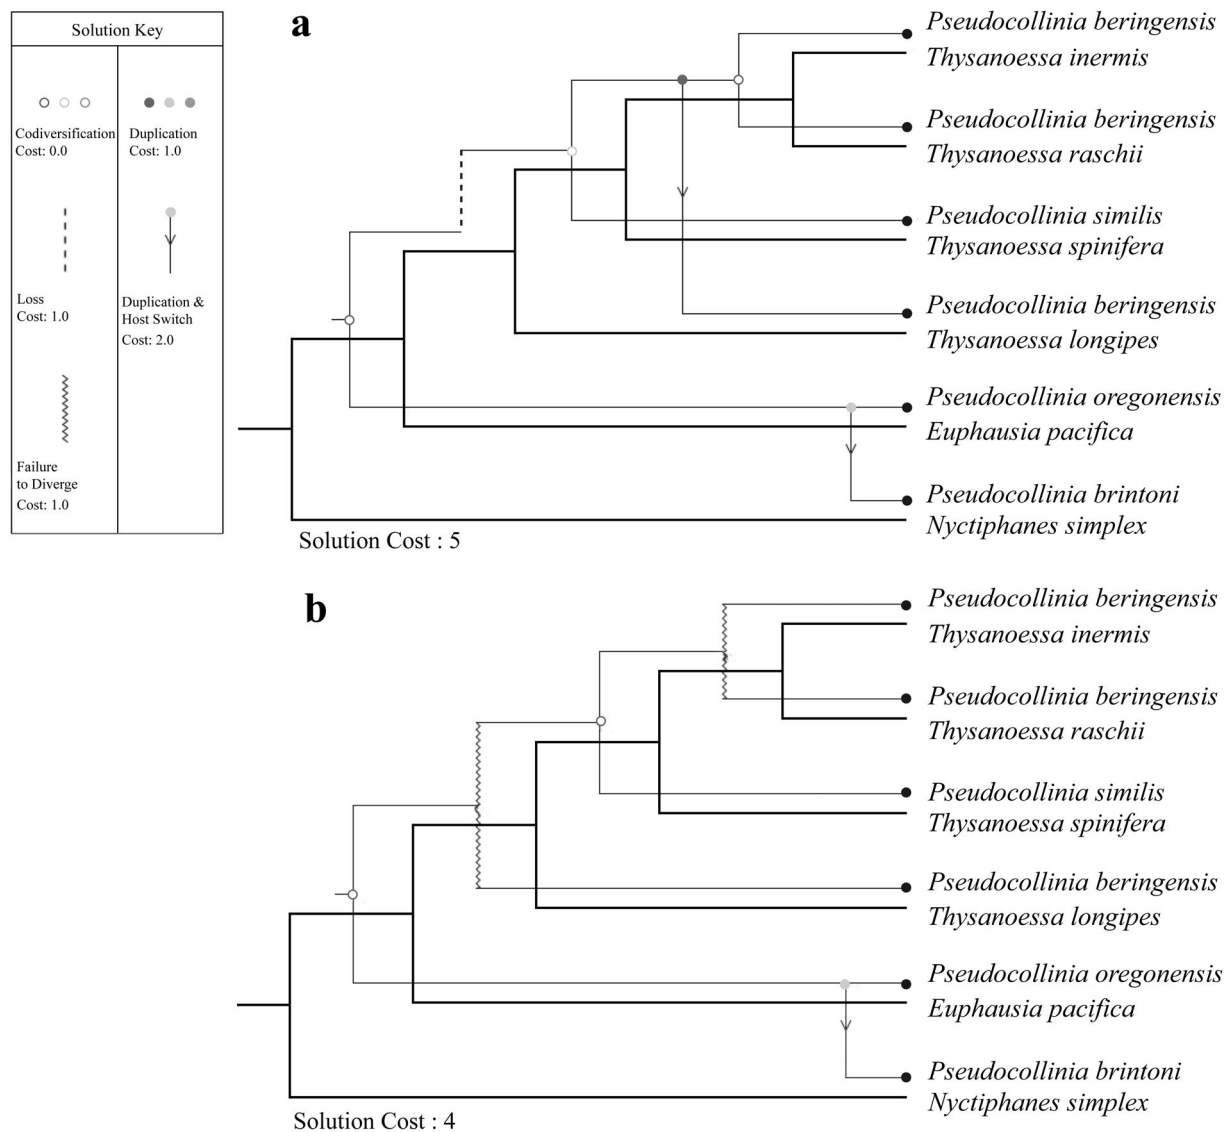 Solution Key
Codiversification
Cost: 0.0
Duplication
Cost: 1.0
Loss
Cost: 1.0
Duplication &
Host Switch
Cost: 2.0
Failure
to Diverge
Cost: 1.0
a
Pseudocollinia beringensis
Thysanoessa inermis
Pseudocollinia beringensis
Thysanoessa raschii
Pseudocollinia similis
Thysanoessa spinifera
Pseudocollinia beringensis
Thysanoessa longipes
Pseudocollinia oregonensis
Euphausia pacifica
Pseudocollinia brintoni
Nyctiphanes simplex
Solution Cost : 5
b
Pseudocollinia beringensis
Thysanoessa inermis
Pseudocollinia beringensis
Thysanoessa raschii
Pseudocollinia similis
Thysanoessa spinifera
Pseudocollinia beringensis
Thysanoessa longipes
Pseudocollinia oregonensis
Euphausia pacifica
Pseudocollinia brintoni
Nyctiphanes simplex
Solution Cost : 4